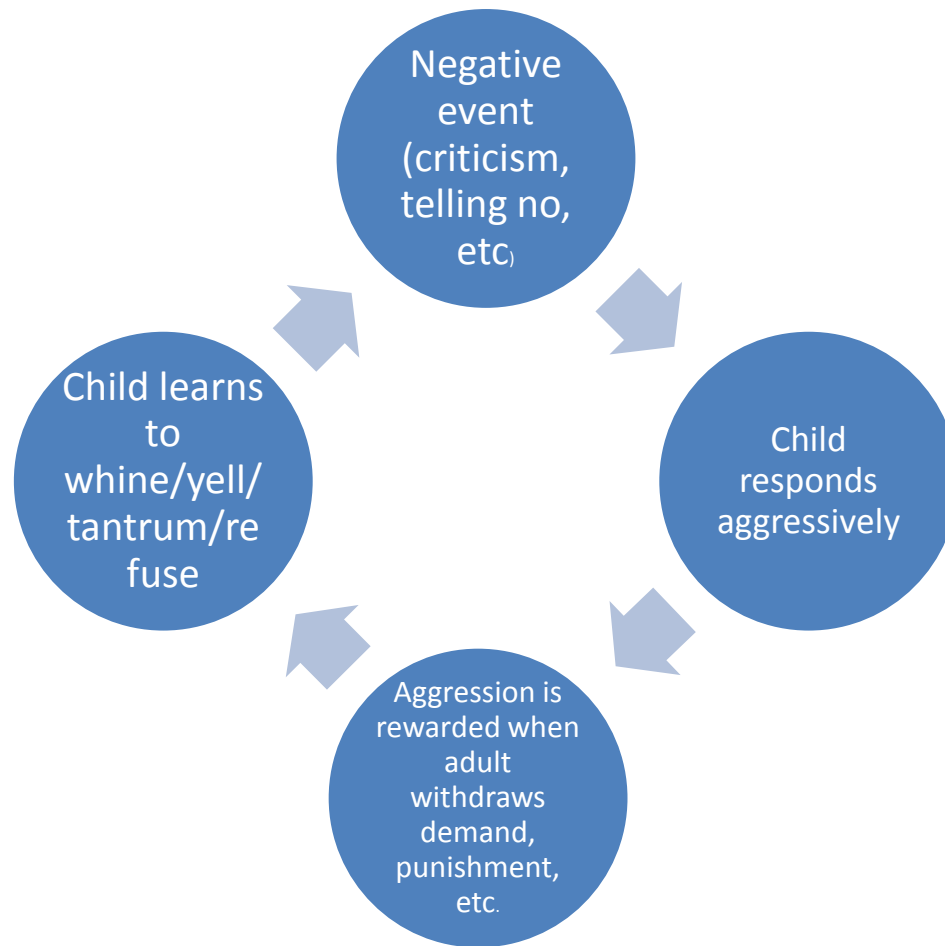 Negative
event
(criticism,
telling no,
etc)
Child
responds
aggressively
Aggression is
rewarded when
adult
withdraws
demand,
punishment,
etc.
Child learns
to
whine/yell/
tantrum/re
fuse